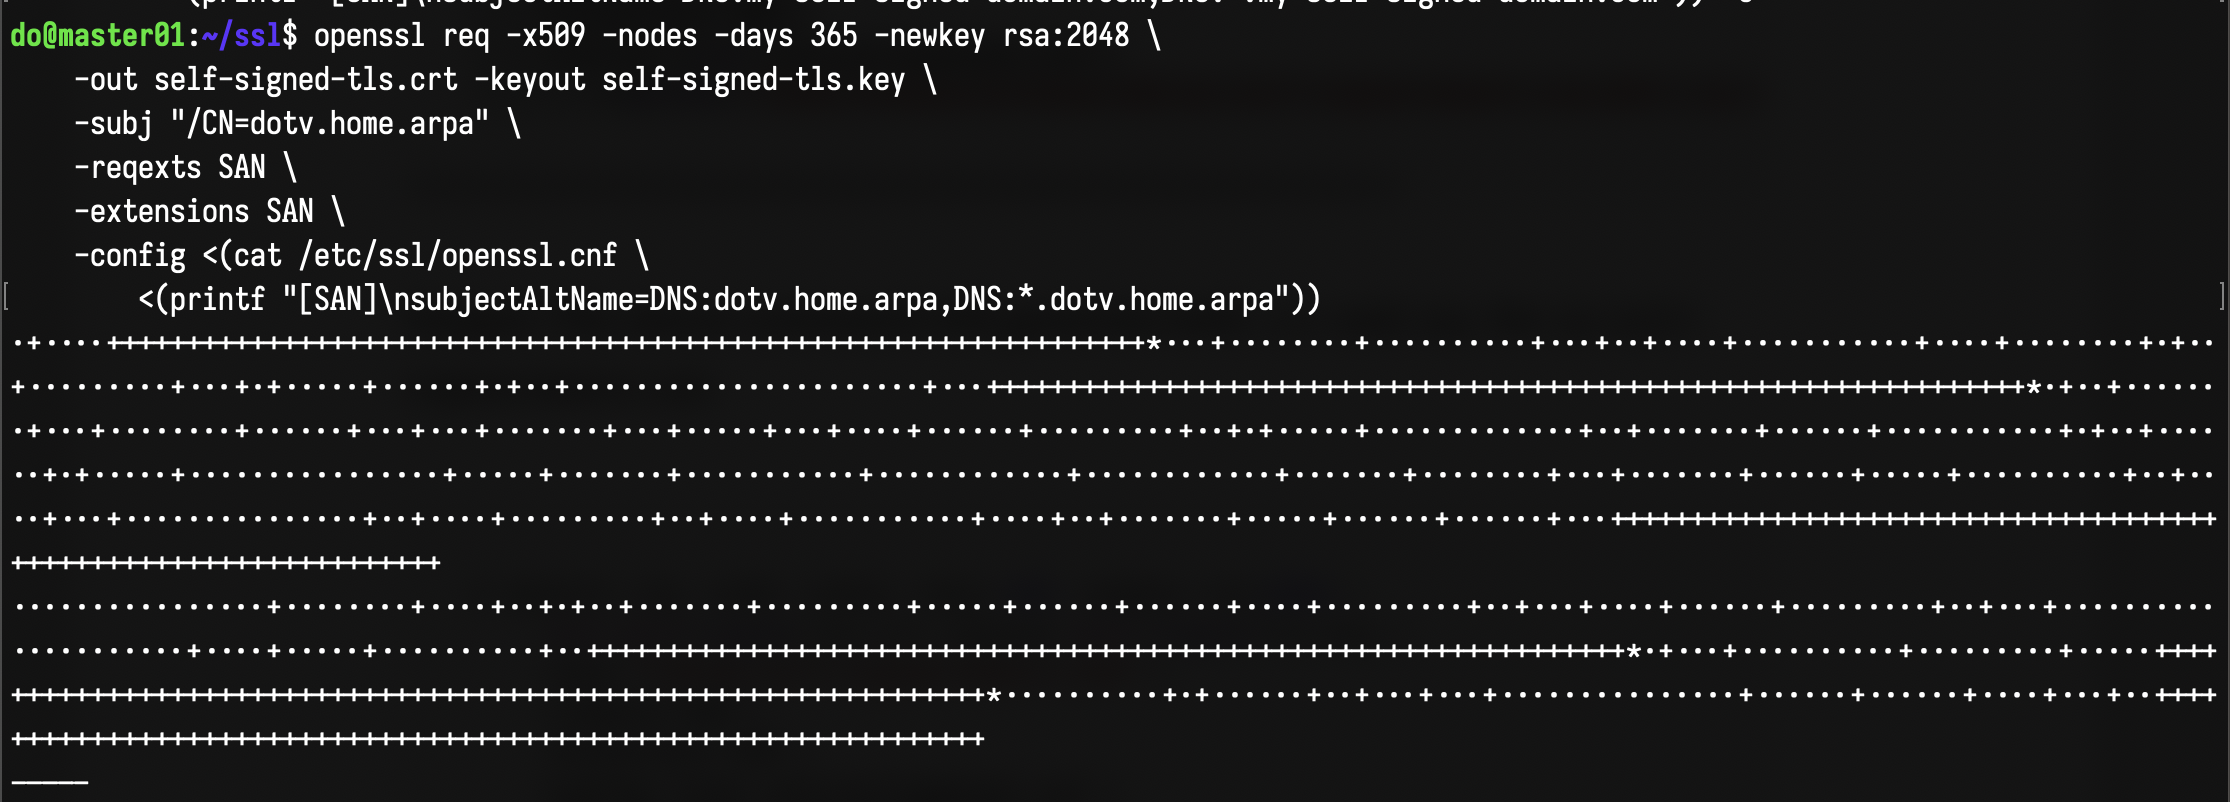 do@master01:~/ssl$ openssl req -x509 -nodes -days 365 -newkey rsa:2048 \
    -out self-signed-tls.crt -keyout self-signed-tls.key \
    -subj "/CN=dotv.home.arpa" \
    -reqexts SAN \
    -extensions SAN \
    -config <(cat /etc/ssl/openssl.cnf \
        <(printf "[SAN]\nsubjectAltName=DNS:dotv.home.arpa,DNS:*.dotv.home.arpa"))
-----